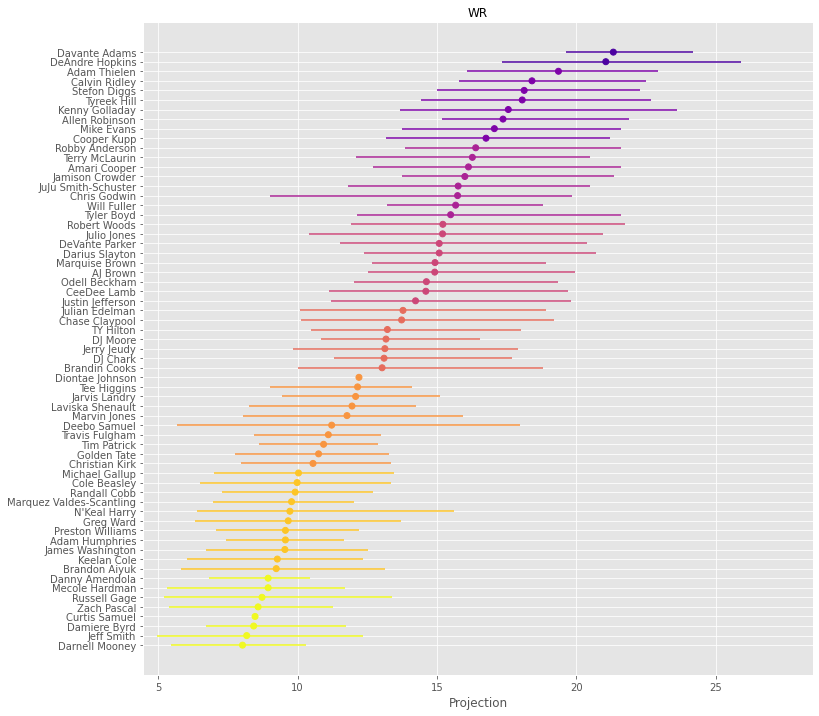 WR
Davante Adams
DeAndre Hopkins
Adam Thielen
Calvin Ridley
Stefon Diggs
Tyreek Hill
Kenny Golladay
Allen Robinson
Mike Evans
Cooper Kupp
Robby Anderson
Terry McLaurin
Amari Cooper
Jamison Crowder
JuJu Smith-Schuster
Chris Godwin
Will Fuller
Tyler Boyd
Robert Woods
Julio Jones
DeVante Parker
Darius Slayton
Marquise Brown
AJ Brown
Odell Beckham
CeeDee Lamb
Justin Jefferson
Julian Edelman
Chase Claypool
TY Hilton
DJ Moore
Jerry Jeudy
DJ Chark
Brandin Cooks
Diontae Johnson
Tee Higgins
Jarvis Landry
Laviska Shenault
Marvin Jones
Deebo Samuel
Travis Fulgham
Tim Patrick
Golden Tate
Christian Kirk
Michael Gallup
Cole Beasley
Randall Cobb
Marquez Valdes-Scantling
N'Keal Harry
Greg Ward
Preston Williams
Adam Humphries
James Washington
Keelan Cole
Brandon Aiyuk
Danny Amendola
Mecole Hardman
Russell Gage
Zach Pascal
Curtis Samuel
Damiere Byrd
Jeff Smith
Darnell Mooney
5 10 15 20 25
Projection